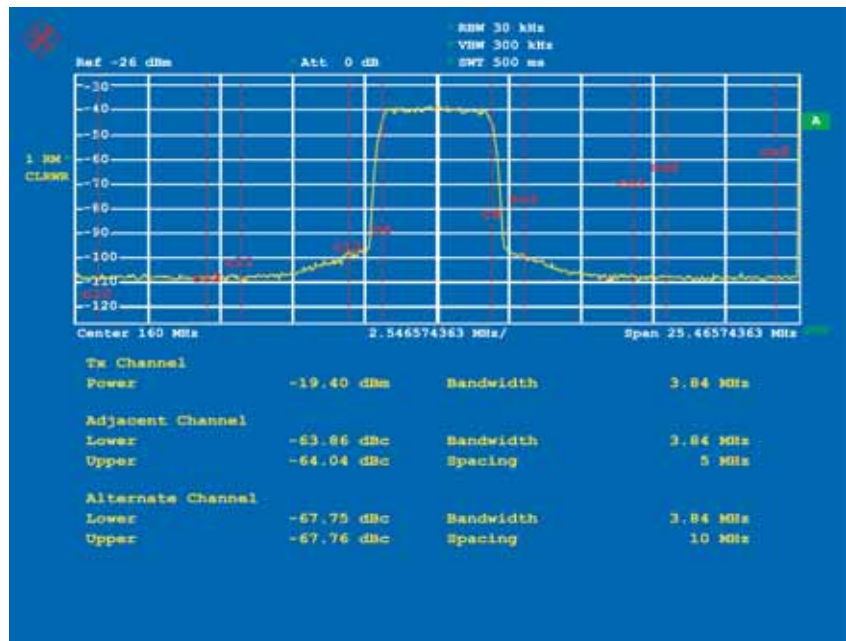 RBW 30 kHz
VBW 300 kHz
Ref -26 dBm Att 0 dB SWT 500 ms
-30
-40
A
-50
1 RM -60
CLRWR
-70
-80
-90
-100
-110
-120
Center 160 MHz 2.546574363 MHz/ Span 25.46574363 MHz
Tx Channel
Power -19.40 dBm Bandwidth 3.84 MHz
Adjacent Channel
Lower -63.86 dBc Bandwidth 3.84 MHz
Upper -64.04 dBc Spacing 5 MHz
Alternate Channel
Lower -67.75 dBc Bandwidth 3.84 MHz
Upper -67.76 dBc Spacing 10 MHz